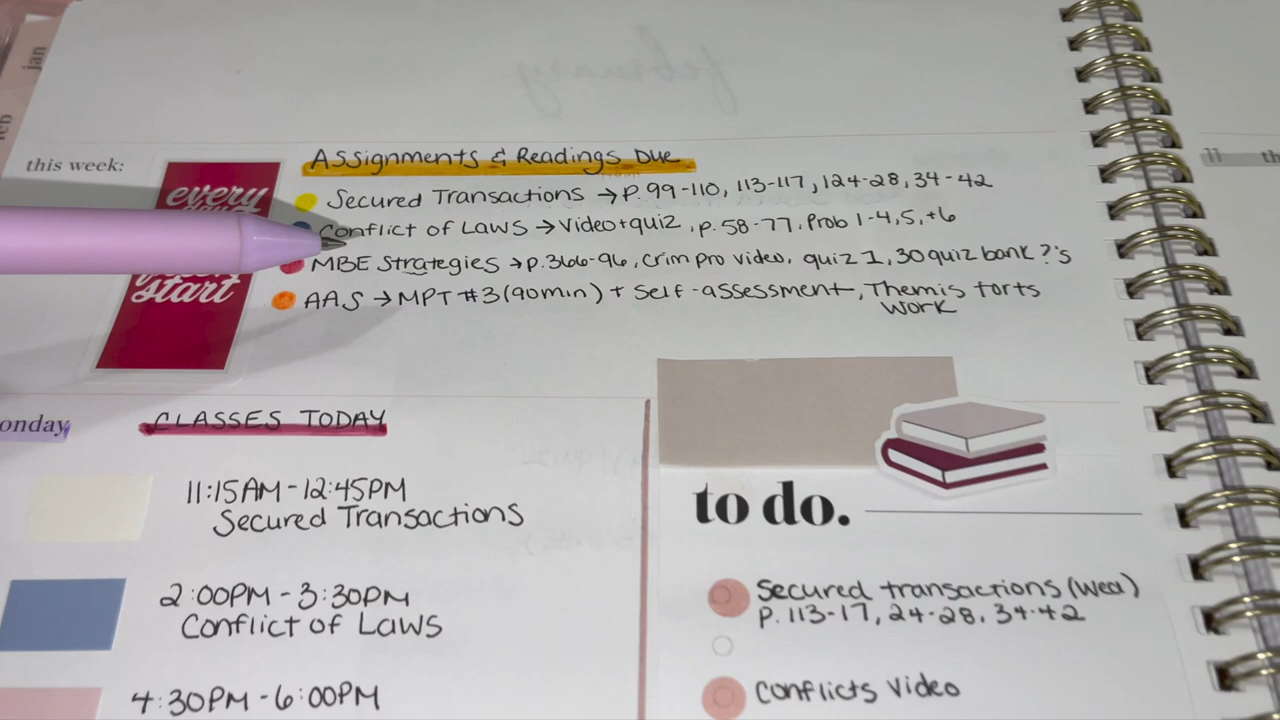 jan
february
this week:
Assignments & Readings Due
Secured Transactions → p. 99-110, 113-117, 124-28, 34-42
Conflict of Laws → Video + quiz, p. 58-77, Prob 1-4, 5, +6
MBE Strategies → p. 366-96, crim pro video, quiz 1, 30 quiz bank ?'s
AAS → MPT #3 (90min) + Self-assessment, Themis torts
work
every
start
11
th
onday
CLASSES TODAY
11:15AM-12:45PM
Secured Transactions
2:00PM-3:30PM
Conflict of Laws
4:30PM-6:00PM
to do.
Secured transactions (wed)
p. 113-17, 24-28, 34-42
Conflicts Video